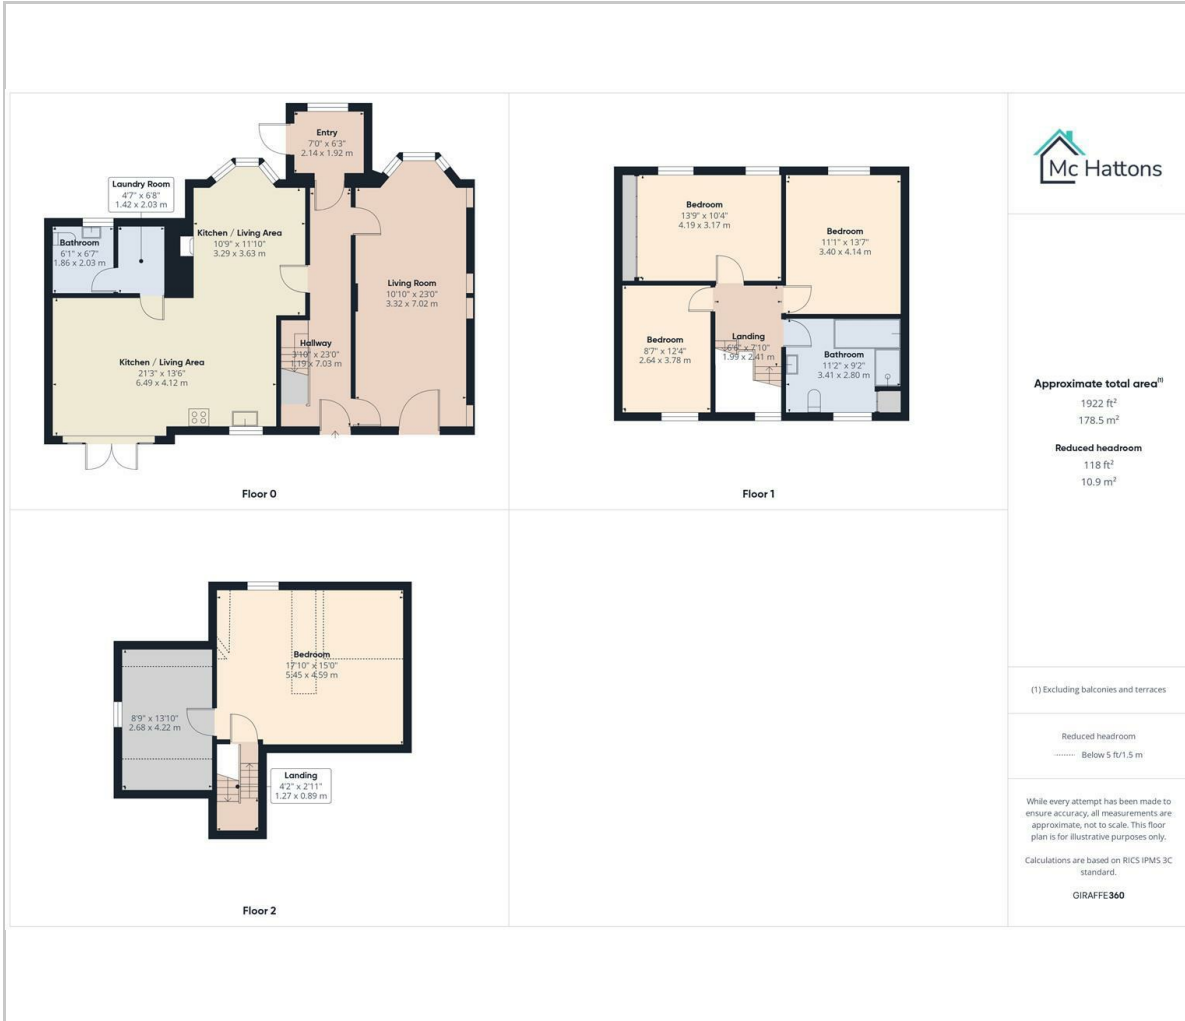 Entry
7'0" x 6'3"
2.14 x 1.92 m
Laundry Room
4'7" x 6'8"
1.42 x 2.03 m
Bathroom
6'1" x 6'7"
1.86 x 2.03 m
Kitchen / Living Area
10'9" x 11'10"
3.29 x 3.63 m
Living Room
10'10" x 23'0"
3.32 x 7.02 m
Hallway
3'10" x 23'0"
1.19 x 7.03 m
Kitchen / Living Area
21'3" x 13'6"
6.49 x 4.12 m
Floor 0
Bedroom
13'9" x 10'4"
4.19 x 3.17 m
Bedroom
11'1" x 13'7"
3.40 x 4.14 m
Bedroom
8'7" x 12'4"
2.64 x 3.78 m
Landing
6'6" x 7'10"
1.99 x 2.41 m
Bathroom
11'2" x 9'2"
3.41 x 2.80 m
Floor 1
Bedroom
17'10" x 15'0"
5.45 x 4.59 m
8'9" x 13'10"
2.68 x 4.22 m
Landing
4'2" x 2'11"
1.27 x 0.89 m
Floor 2
Mc Hattons
Approximate total area(1)
1922 ft²
178.5 m²
Reduced headroom
118 ft²
10.9 m²
(1) Excluding balconies and terraces
Reduced headroom
Below 5 ft/1.5 m
While every attempt has been made to
ensure accuracy, all measurements are
approximate, not to scale. This floor
plan is for illustrative purposes only.
Calculations are based on RICS IPMS 3C
standard.
GIRAFFE360